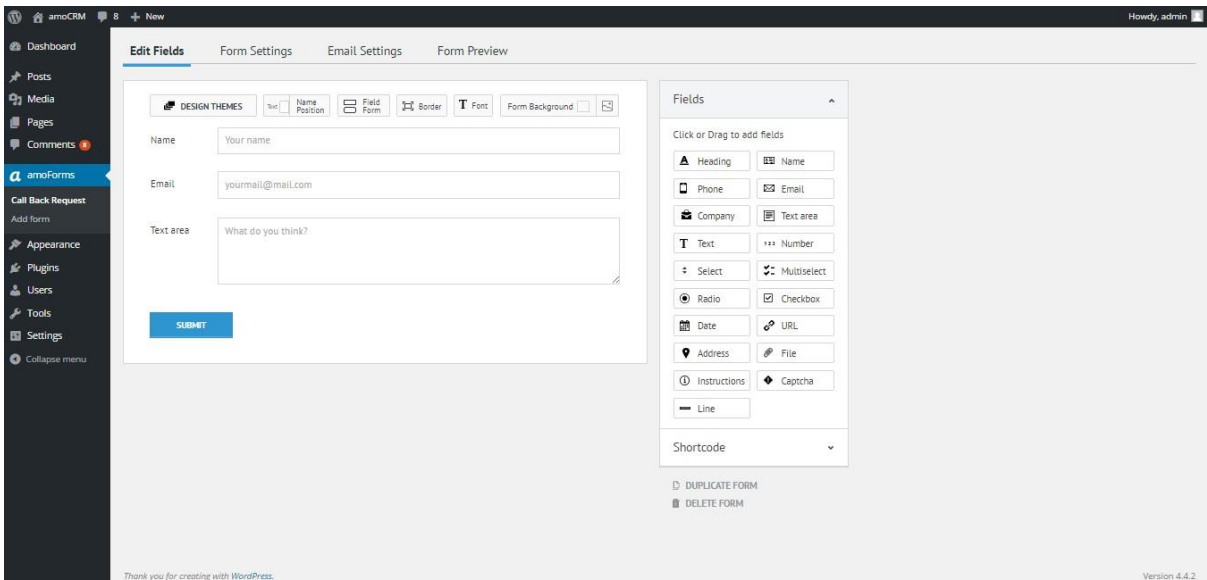 amoCRM 8 + New Howdy, admin
Dashboard
Posts
Media
Pages
Comments 8
amoForms
Call Back Request
Add form
Appearance
Plugins
Users
Tools
Settings
Collapse menu
Edit Fields Form Settings Email Settings Form Preview
DESIGN THEMES Text Name Position Field Form Border T Font Form Background
Name Your name
Email yourmail@mail.com
Text area What do you think?
SUBMIT
Fields
Click or Drag to add fields
A Heading Name
Phone Email
Company Text area
T Text 123 Number
Select Multiselect
Radio Checkbox
Date URL
Address File
Instructions Captcha
Line
Shortcode
DUPLICATE FORM
DELETE FORM
Thank you for creating with WordPress. Version 4.4.2